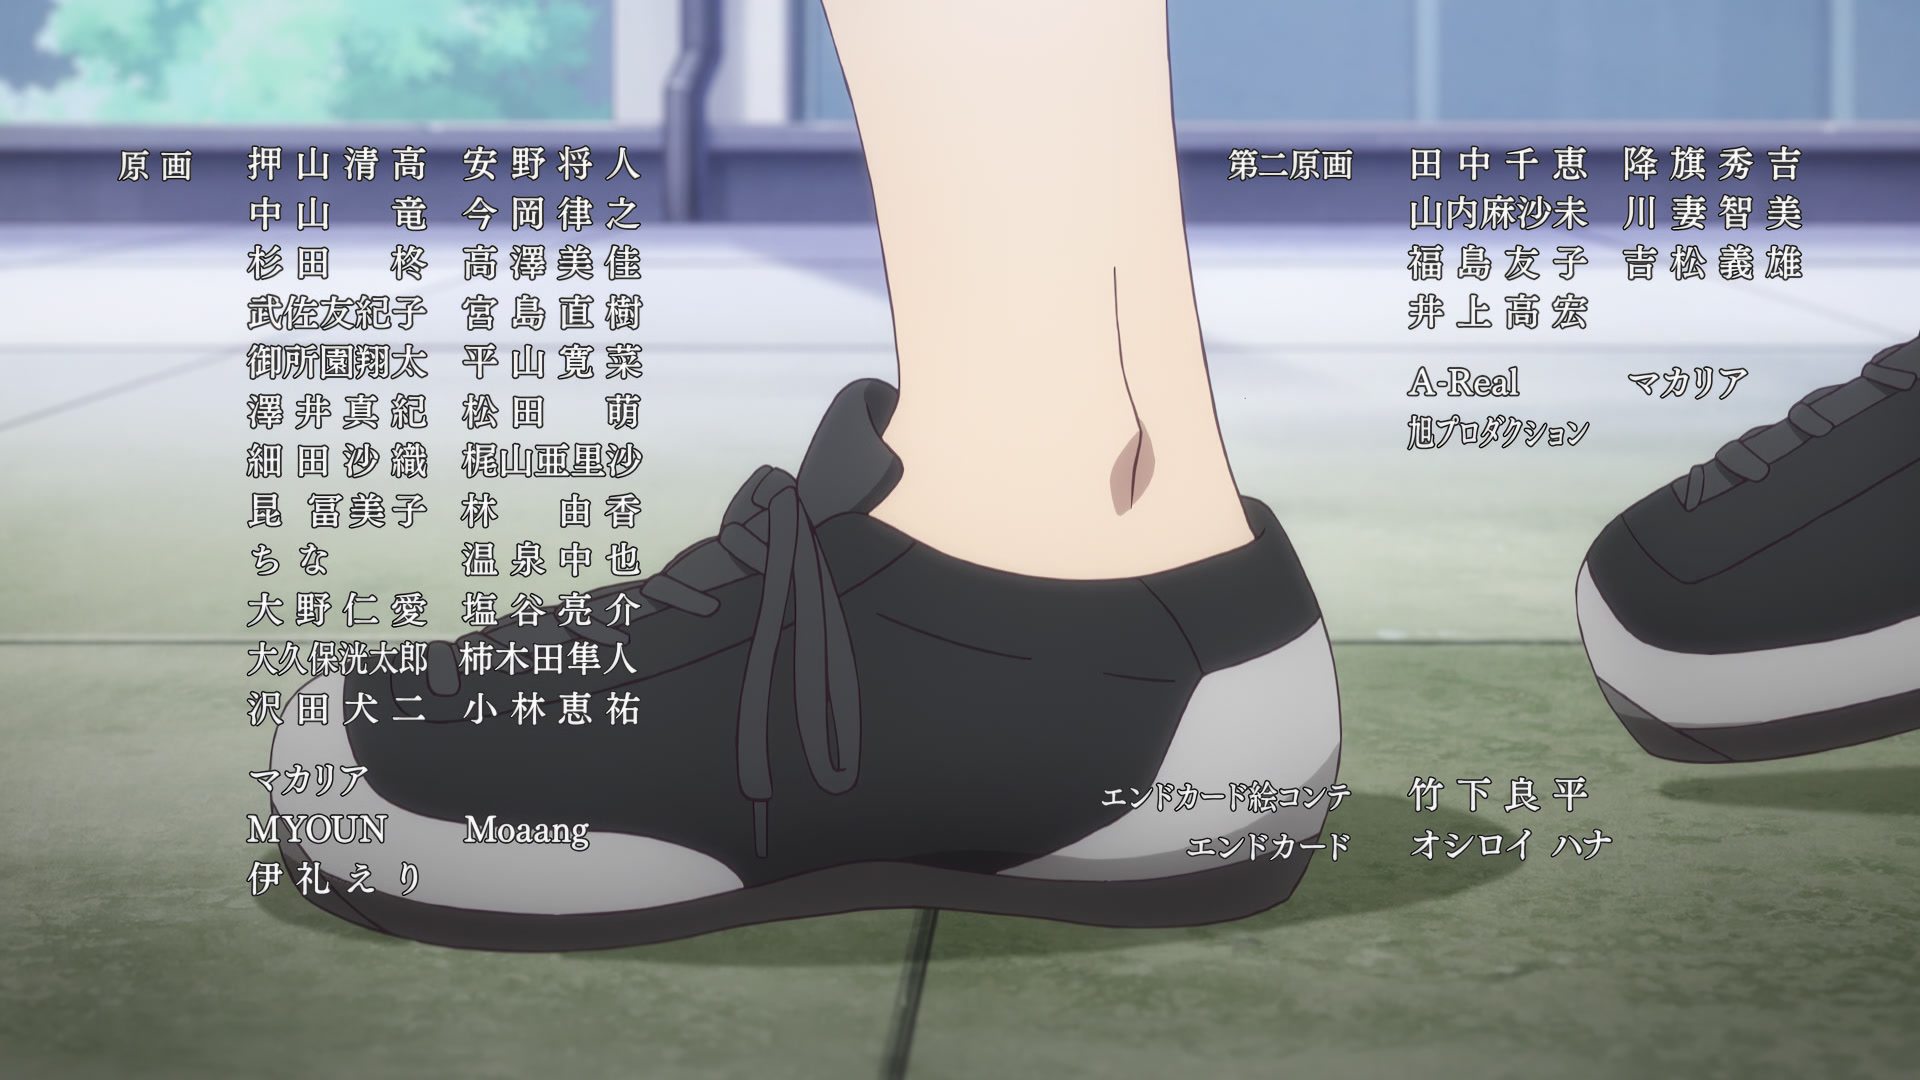 原画 押山清高 安野将人
中山 竜 今岡律之
杉田 柊 高澤美佳
武佐友紀子 宮島直樹
御所園翔太 平山寛菜
澤井真紀 松田 萌
細田沙織 梶山亜里沙
昆 冨美子 林 由香
ちな 温泉中也
大野仁愛 塩谷亮介
大久保洸太郎 柿木田隼人
沢田犬二 小林恵祐
マカリア
MYOUN Moaang
伊礼えり
第二原画 田中千恵 降旗秀吉
山内麻沙未 川妻智美
福島友子 吉松義雄
井上高宏
A-Real マカリア
旭プロダクション
エンドカード絵コンテ 竹下良平
エンドカード オシロイ ハナ